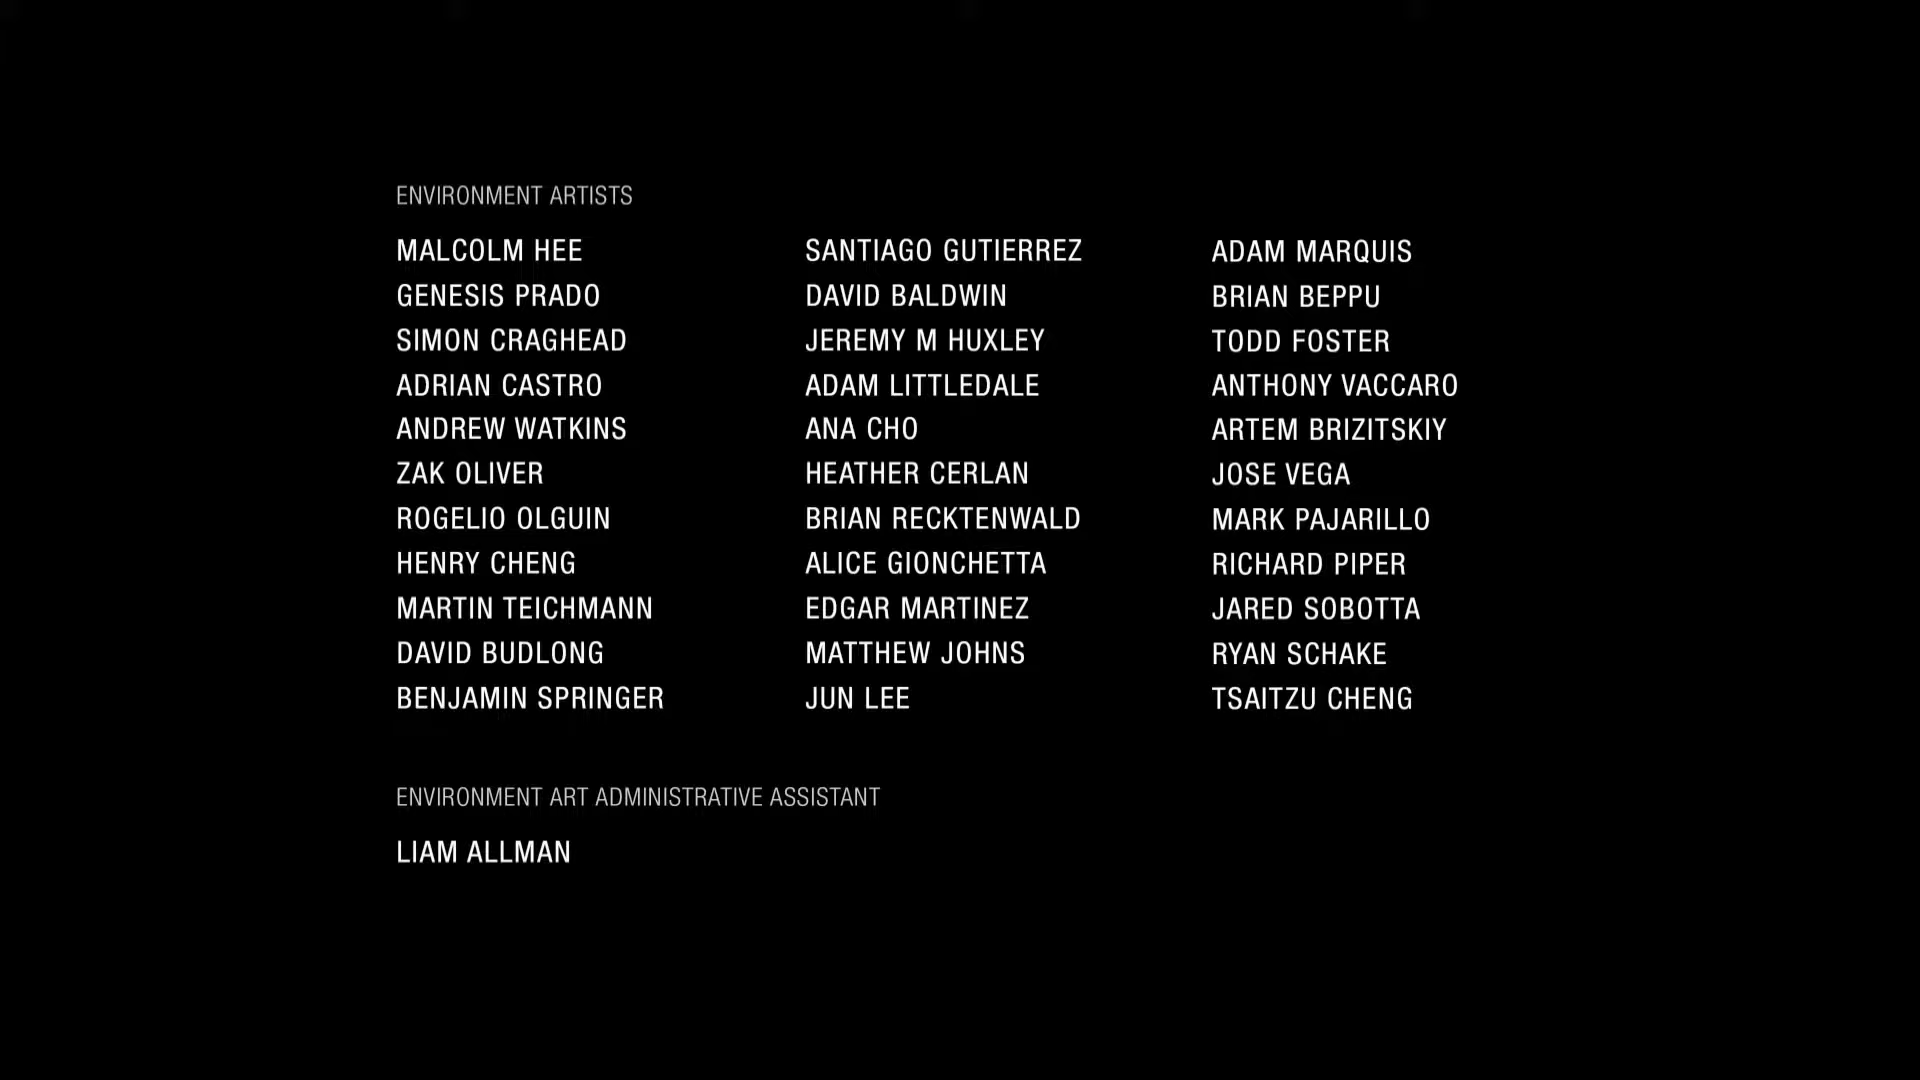 ENVIRONMENT ARTISTS
MALCOLM HEE
GENESIS PRADO
SIMON CRAGHEAD
ADRIAN CASTRO
ANDREW WATKINS
ZAK OLIVER
ROGELIO OLGUIN
HENRY CHENG
MARTIN TEICHMANN
DAVID BUDLONG
BENJAMIN SPRINGER
SANTIAGO GUTIERREZ
DAVID BALDWIN
JEREMY M HUXLEY
ADAM LITTLEDALE
ANA CHO
HEATHER CERLAN
BRIAN RECKTENWALD
ALICE GIONCHETTA
EDGAR MARTINEZ
MATTHEW JOHNS
JUN LEE
ADAM MARQUIS
BRIAN BEPPU
TODD FOSTER
ANTHONY VACCARO
ARTEM BRIZITSKIY
JOSE VEGA
MARK PAJARILLO
RICHARD PIPER
JARED SOBOTTA
RYAN SCHAKE
TSAITZU CHENG
ENVIRONMENT ART ADMINISTRATIVE ASSISTANT
LIAM ALLMAN